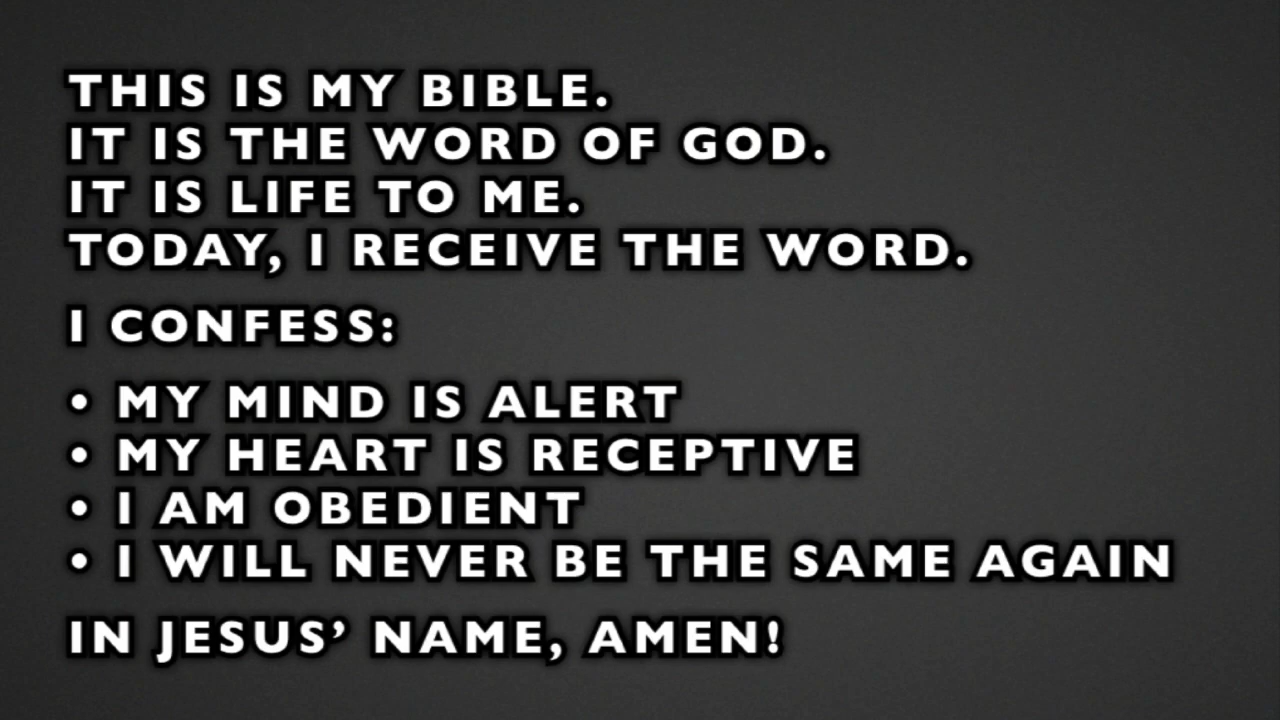 THIS IS MY BIBLE.
IT IS THE WORD OF GOD.
IT IS LIFE TO ME.
TODAY, I RECEIVE THE WORD.
I CONFESS:
• MY MIND IS ALERT
• MY HEART IS RECEPTIVE
• I AM OBEDIENT
• I WILL NEVER BE THE SAME AGAIN
IN JESUS’ NAME, AMEN!